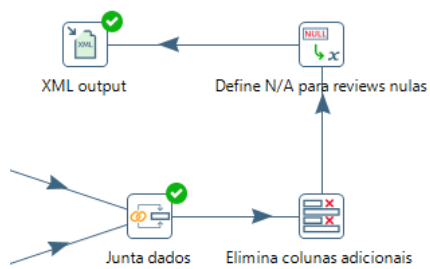 NULL
x
XML
XML output
Define N/A para reviews nulas
Junta dados
Elimina colunas adicionais